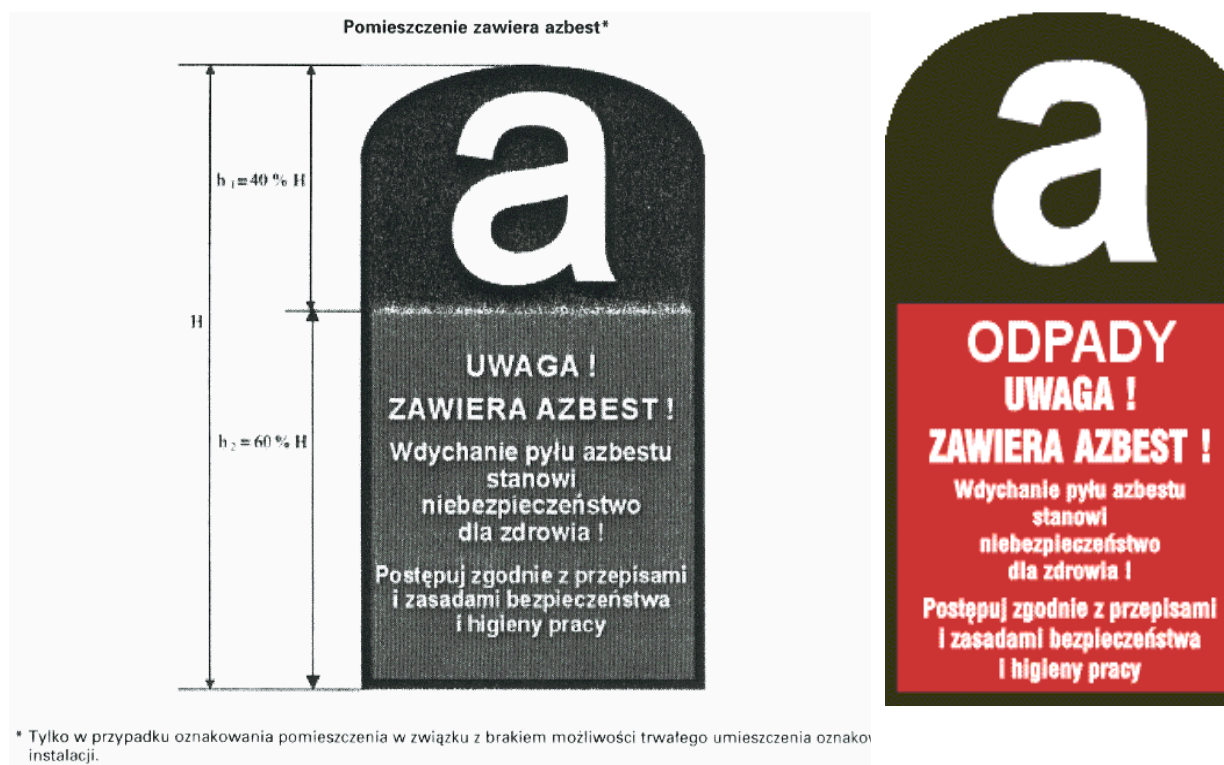 Pomieszczenie zawiera azbest*
a
h₁ = 40 % H
H
h₂ = 60 % H
UWAGA !
ZAWIERA AZBEST !
Wdychanie pyłu azbestu
stanowi
niebezpieczeństwo
dla zdrowia !
Postępuj zgodnie z przepisami
i zasadami bezpieczeństwa
i higieny pracy
* Tylko w przypadku oznakowania pomieszczenia w związku z brakiem możliwości trwałego umieszczenia
instalacji.
a
ODPADY
UWAGA !
ZAWIERA AZBEST !
Wdychanie pyłu azbestu
stanowi
niebezpieczeństwo
dla zdrowia !
Postępuj zgodnie z przepisami
i zasadami bezpieczeństwa
i higieny pracy